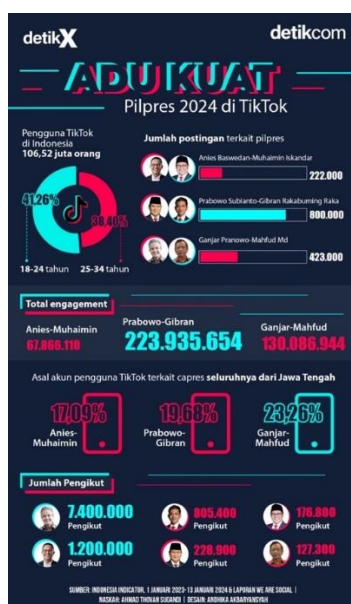 detikX
detikcom
ADU KUAT
Pilpres 2024 di TikTok
Pengguna TikTok
di Indonesia
106,52 juta orang
41,26%
38,40%
18-24 tahun
25-34 tahun
Jumlah postingan terkait pilpres
Anies Baswedan-Muhaimin Iskandar
222.000
Prabowo Subianto-Gibran Rakabuming Raka
800.000
Ganjar Pranowo-Mahfud Md
423.000
Total engagement
Anies-Muhaimin
67.866.110
Prabowo-Gibran
223.935.654
Ganjar-Mahfud
130.086.944
Asal akun pengguna TikTok terkait capres seluruhnya dari Jawa Tengah
17,09%
Anies-
Muhaimin
19,68%
Prabowo-
Gibran
23,26%
Ganjar-
Mahfud
Jumlah Pengikut
7.400.000
Pengikut
805.400
Pengikut
176.800
Pengikut
1.200.000
Pengikut
228.900
Pengikut
127.300
Pengikut
SUMBER: INDONESIA INDICATOR, 1 JANUARI 2023-13 JANUARI 2024 & LAPORAN WE ARE SOCIAL |
NASKAH: AHMAD THOVAN SUGANDI | DESAIN: ANDHIKA AKBARYANSYAH